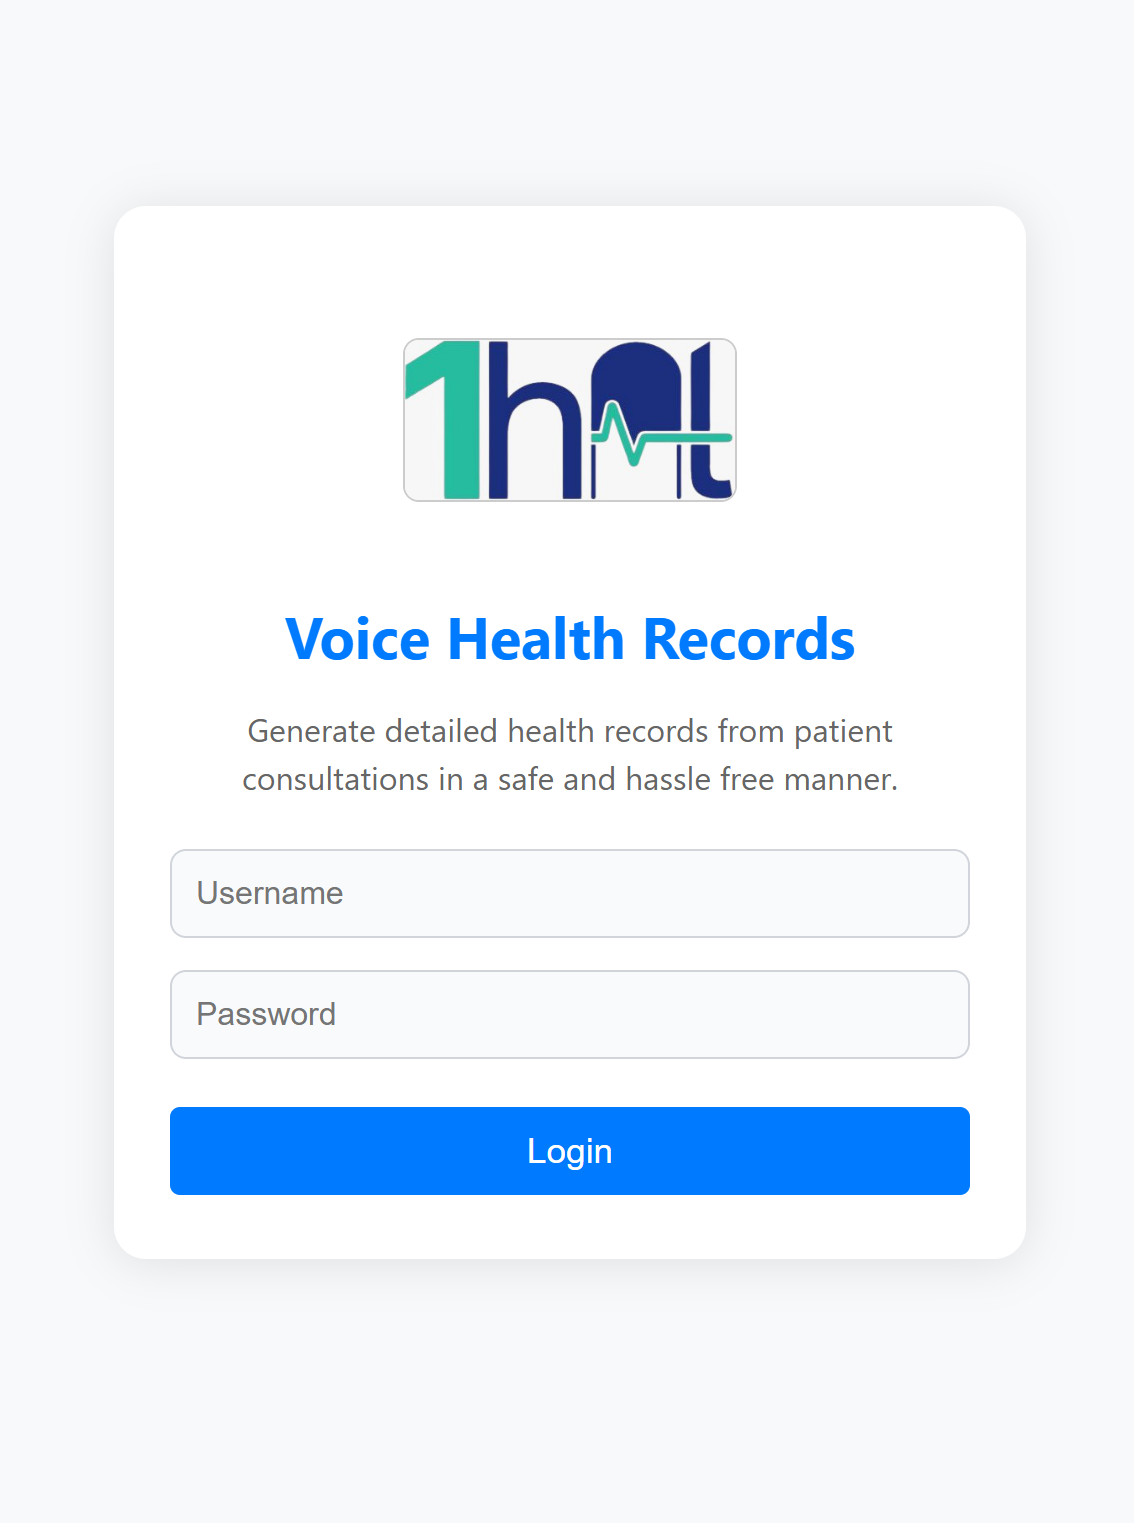 1hat
Voice Health Records
Generate detailed health records from patient
consultations in a safe and hassle free manner.
Username
Password
Login